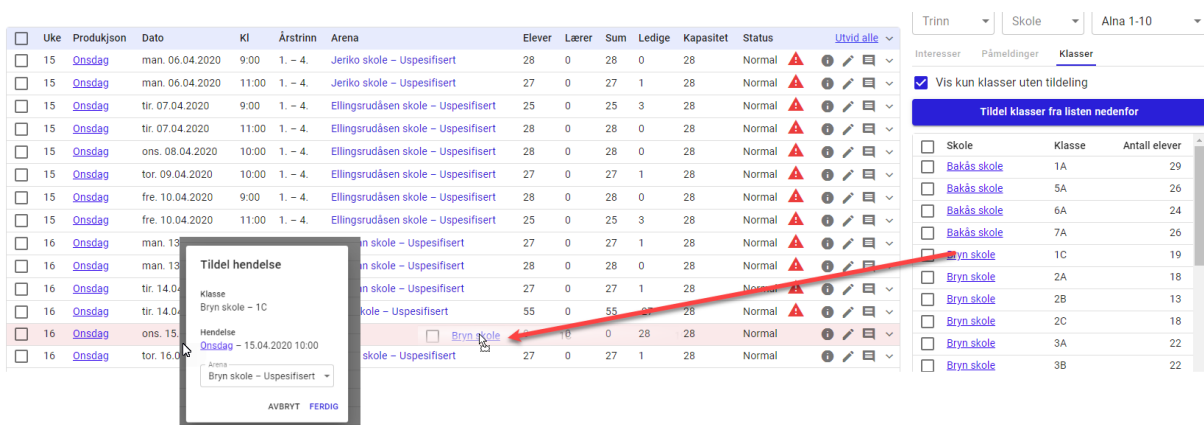 Trinn Skole Alna 1-10
Interesser Påmeldinger Klasser
Vis kun klasser uten tildeling
Tildel klasser fra listen nedenfor
Uke Produkjson Dato Kl Årstrinn Arena Elever Lærer Sum Ledige Kapasitet Status Utvid alle
15 Onsdag man. 06.04.2020 9:00 1. – 4. Jeriko skole – Uspesifisert 28 0 28 0 28 Normal
15 Onsdag man. 06.04.2020 11:00 1. – 4. Jeriko skole – Uspesifisert 27 0 27 1 28 Normal
15 Onsdag tir. 07.04.2020 9:00 1. – 4. Ellingsrudåsen skole – Uspesifisert 25 0 25 3 28 Normal
15 Onsdag tir. 07.04.2020 11:00 1. – 4. Ellingsrudåsen skole – Uspesifisert 28 0 28 0 28 Normal
15 Onsdag ons. 08.04.2020 10:00 1. – 4. Ellingsrudåsen skole – Uspesifisert 28 0 28 0 28 Normal
15 Onsdag tor. 09.04.2020 10:00 1. – 4. Ellingsrudåsen skole – Uspesifisert 27 0 27 1 28 Normal
15 Onsdag fre. 10.04.2020 9:00 1. – 4. Ellingsrudåsen skole – Uspesifisert 28 0 28 0 28 Normal
15 Onsdag fre. 10.04.2020 11:00 1. – 4. Ellingsrudåsen skole – Uspesifisert 25 0 25 3 28 Normal
16 Onsdag man. 13 n skole – Uspesifisert 27 0 27 1 28 Normal
16 Onsdag man. 13 n skole – Uspesifisert 28 0 28 0 28 Normal
16 Onsdag tir. 14.04 n skole – Uspesifisert 27 0 27 1 28 Normal
16 Onsdag tir. 14.04 kole – Uspesifisert 55 0 55 -27 28 Normal
16 Onsdag ons. 15. Bryn skole 0 0 28 28 Normal
16 Onsdag tor. 16.0 skole – Uspesifisert 27 0 27 1 28 Normal
Tildel hendelse
Klasse
Bryn skole – 1C
Hendelse
Onsdag – 15.04.2020 10:00
Arena
Bryn skole – Uspesifisert
AVBRYT FERDIG
Skole Klasse Antall elever
Bakås skole 1A 29
Bakås skole 5A 26
Bakås skole 6A 24
Bakås skole 7A 26
Bryn skole 1C 19
Bryn skole 2A 18
Bryn skole 2B 13
Bryn skole 2C 18
Bryn skole 3A 22
Bryn skole 3B 22